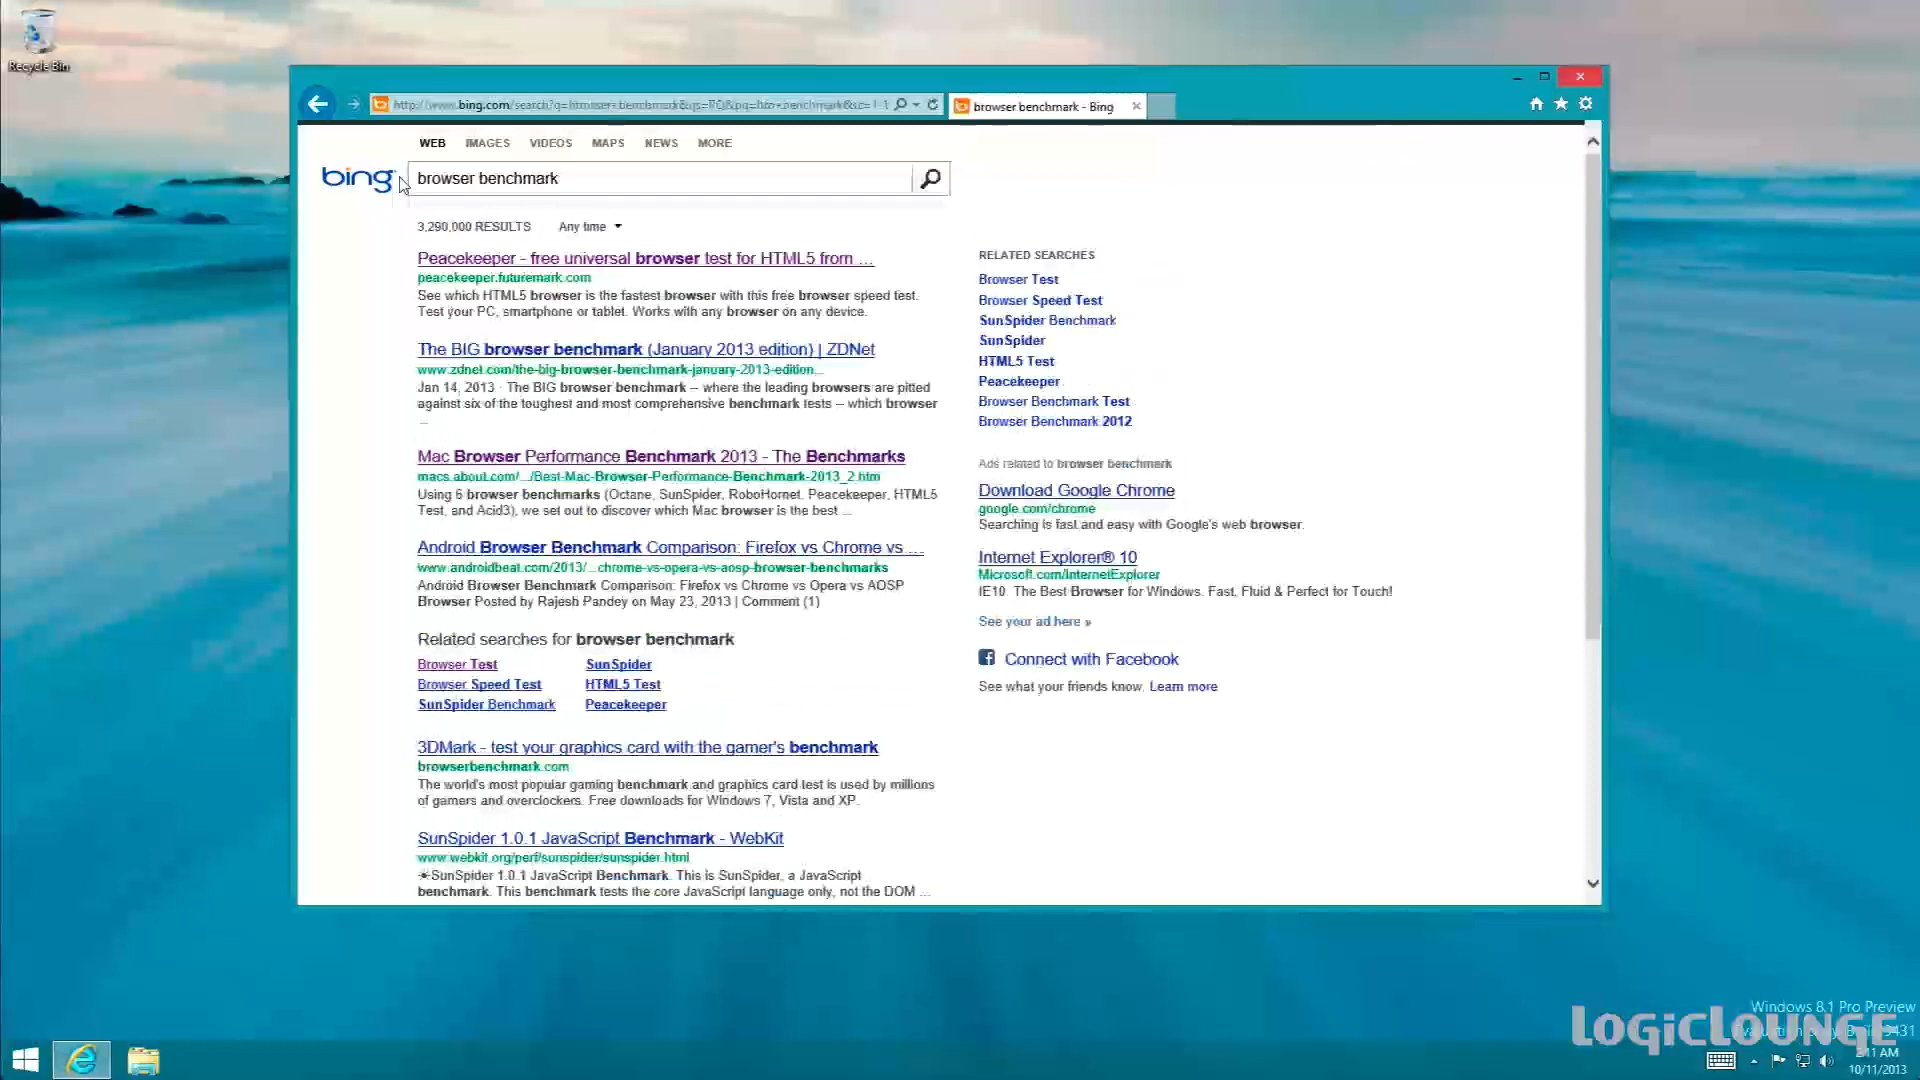 Recycle Bin
browser benchmark - Bing
WEB IMAGES VIDEOS MAPS NEWS MORE
bing
browser benchmark
3,290,000 RESULTS Any time
Peacekeeper - free universal browser test for HTML5 from ...
peacekeeper.futuremark.com
See which HTML5 browser is the fastest browser with this free browser speed test.
Test your PC, smartphone or tablet. Works with any browser on any device.
The BIG browser benchmark (January 2013 edition) | ZDNet
www.zdnet.com/the-big-browser-benchmark-january-2013-edition...
Jan 14, 2013 · The BIG browser benchmark -- where the leading browsers are pitted
against six of the toughest and most comprehensive benchmark tests -- which browser
...
Mac Browser Performance Benchmark 2013 - The Benchmarks
macs.about.com/.../Best-Mac-Browser-Performance-Benchmark-2013_2.htm
Using 6 browser benchmarks (Octane, SunSpider, RoboHornet, Peacekeeper, HTML5
Test, and Acid3), we set out to discover which Mac browser is the best ...
Android Browser Benchmark Comparison: Firefox vs Chrome vs ...
www.androidbeat.com/2013/...chrome-vs-opera-vs-aosp-browser-benchmarks
Android Browser Benchmark Comparison: Firefox vs Chrome vs Opera vs AOSP
Browser Posted by Rajesh Pandey on May 23, 2013 | Comment (1)
Related searches for browser benchmark
Browser Test SunSpider
Browser Speed Test HTML5 Test
SunSpider Benchmark Peacekeeper
3DMark - test your graphics card with the gamer's benchmark
browserbenchmark.com
The world's most popular gaming benchmark and graphics card test is used by millions
of gamers and overclockers. Free downloads for Windows 7, Vista and XP.
SunSpider 1.0.1 JavaScript Benchmark - WebKit
www.webkit.org/perf/sunspider/sunspider.html
☀SunSpider 1.0.1 JavaScript Benchmark. This is SunSpider, a JavaScript
benchmark. This benchmark tests the core JavaScript language only, not the DOM ...
RELATED SEARCHES
Browser Test
Browser Speed Test
SunSpider Benchmark
SunSpider
HTML5 Test
Peacekeeper
Browser Benchmark Test
Browser Benchmark 2012
Ads related to browser benchmark
Download Google Chrome
google.com/chrome
Searching is fast and easy with Google's web browser.
Internet Explorer® 10
Microsoft.com/InternetExplorer
IE10. The Best Browser for Windows. Fast, Fluid & Perfect for Touch!
See your ad here »
Connect with Facebook
See what your friends know. Learn more
Windows 8.1 Pro Preview
LOGICLOUNGE
10/11/2013